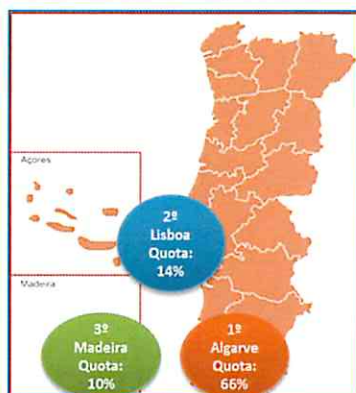 Açores
2º
Lisboa
Quota:
14%
Madeira
3º
Madeira
Quota:
10%
1º
Algarve
Quota:
66%